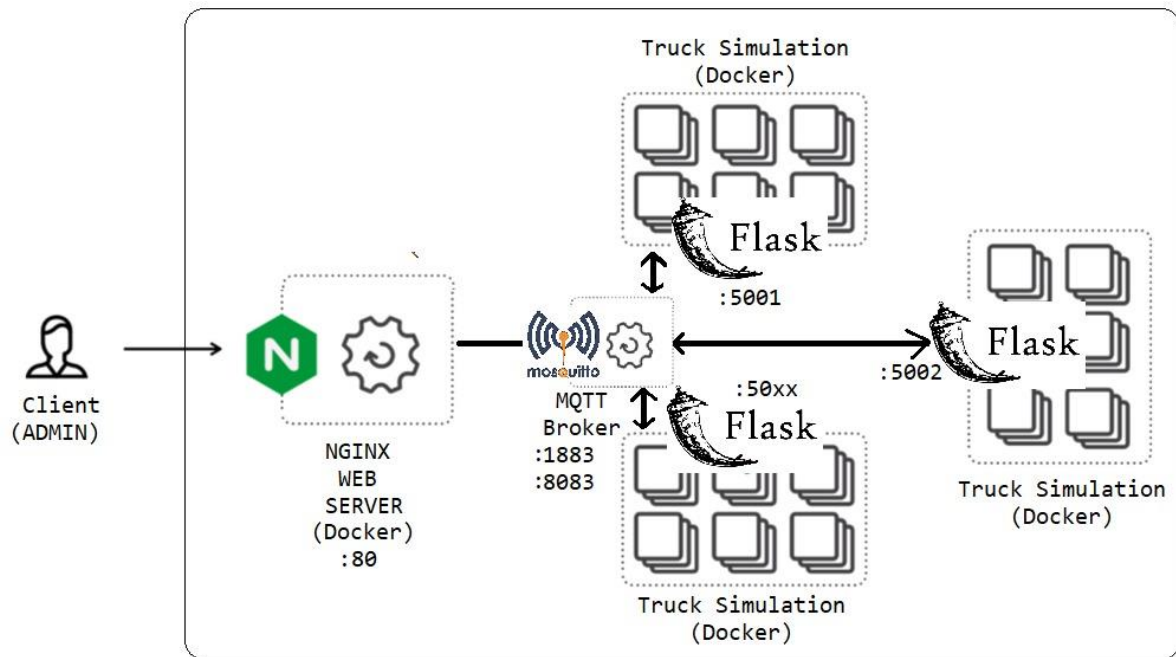 Truck Simulation
(Docker)
Flask
:5001
Client
(ADMIN)
N
NGINX
WEB
SERVER
(Docker)
:80
mosquitto
MQTT
Broker
:1883
:8083
:50xx
Flask
:5002
Flask
Truck Simulation
(Docker)
Truck Simulation
(Docker)